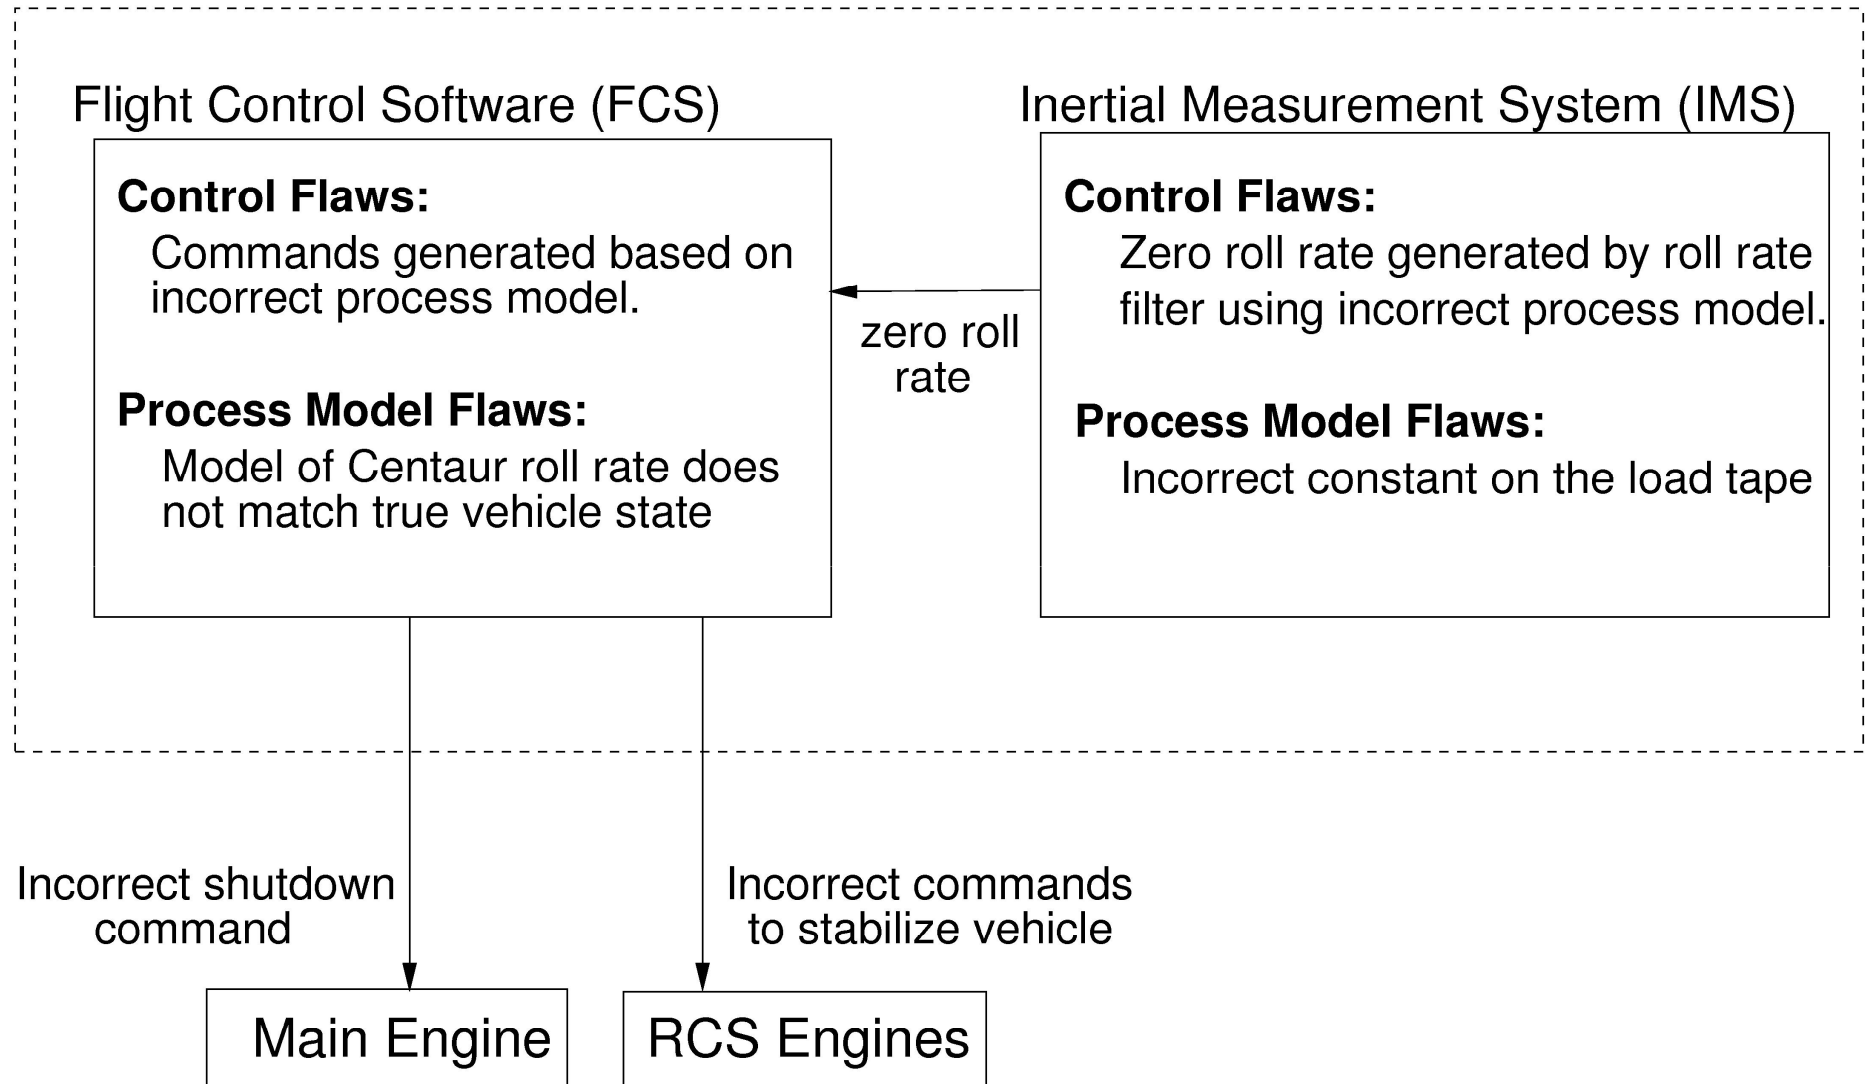 Flight Control Software (FCS)
Control Flaws:
Commands generated based on
incorrect process model.
Process Model Flaws:
Model of Centaur roll rate does
not match true vehicle state
zero roll
rate
Inertial Measurement System (IMS)
Control Flaws:
Zero roll rate generated by roll rate
filter using incorrect process model.
Process Model Flaws:
Incorrect constant on the load tape
Incorrect shutdown
command
Incorrect commands
to stabilize vehicle
Main Engine
RCS Engines